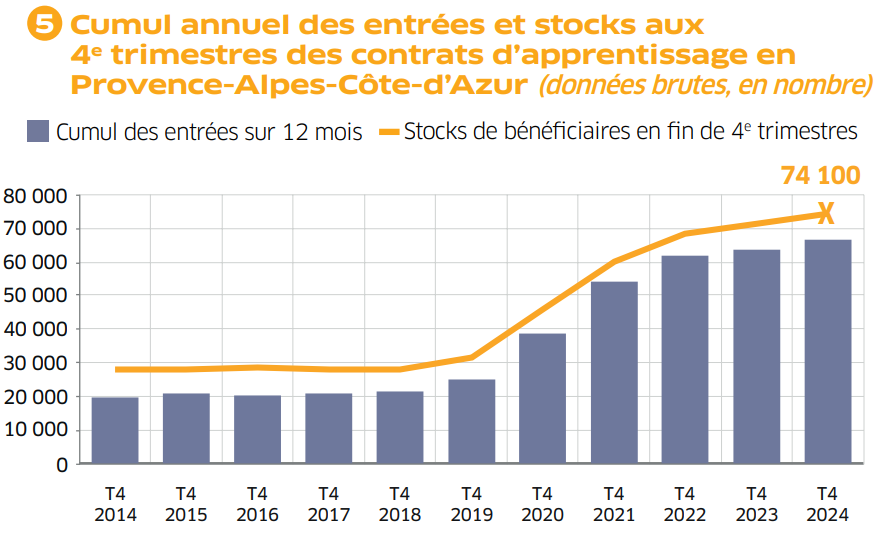 5 Cumul annuel des entrées et stocks aux
4e trimestres des contrats d'apprentissage en
Provence-Alpes-Côte-d'Azur (données brutes, en nombre)
Cumul des entrées sur 12 mois Stocks de bénéficiaires en fin de 4e trimestres
74 100
80 000
70 000
60 000
50 000
40 000
30 000
20 000
10 000
0
T4 T4 T4 T4 T4 T4 T4 T4 T4 T4 T4
2014 2015 2016 2017 2018 2019 2020 2021 2022 2023 2024